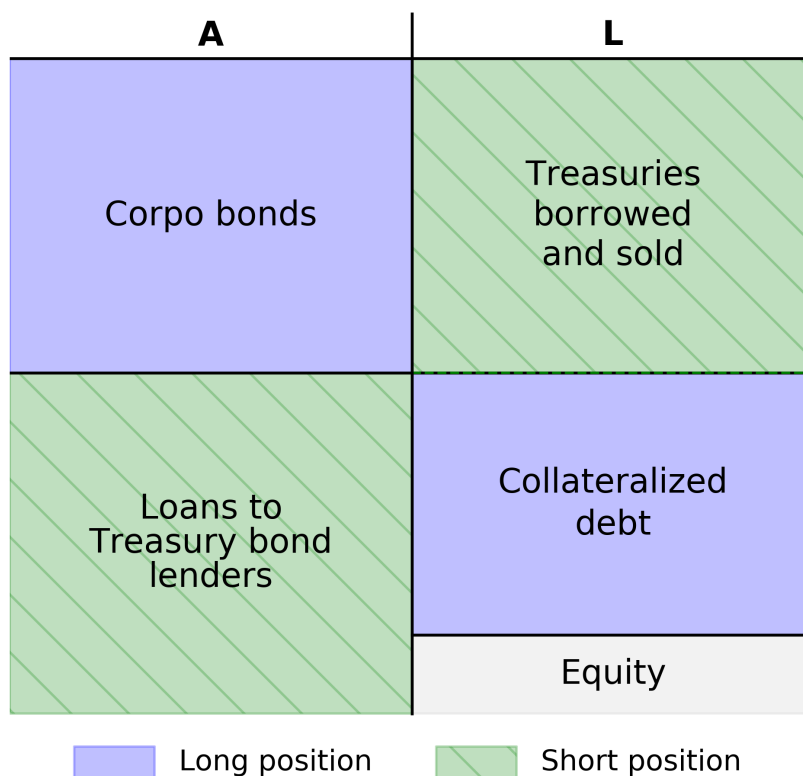 A
L
Corpo bonds
Treasuries
borrowed
and sold
Loans to
Treasury bond
lenders
Collateralized
debt
Equity
Long position
Short position